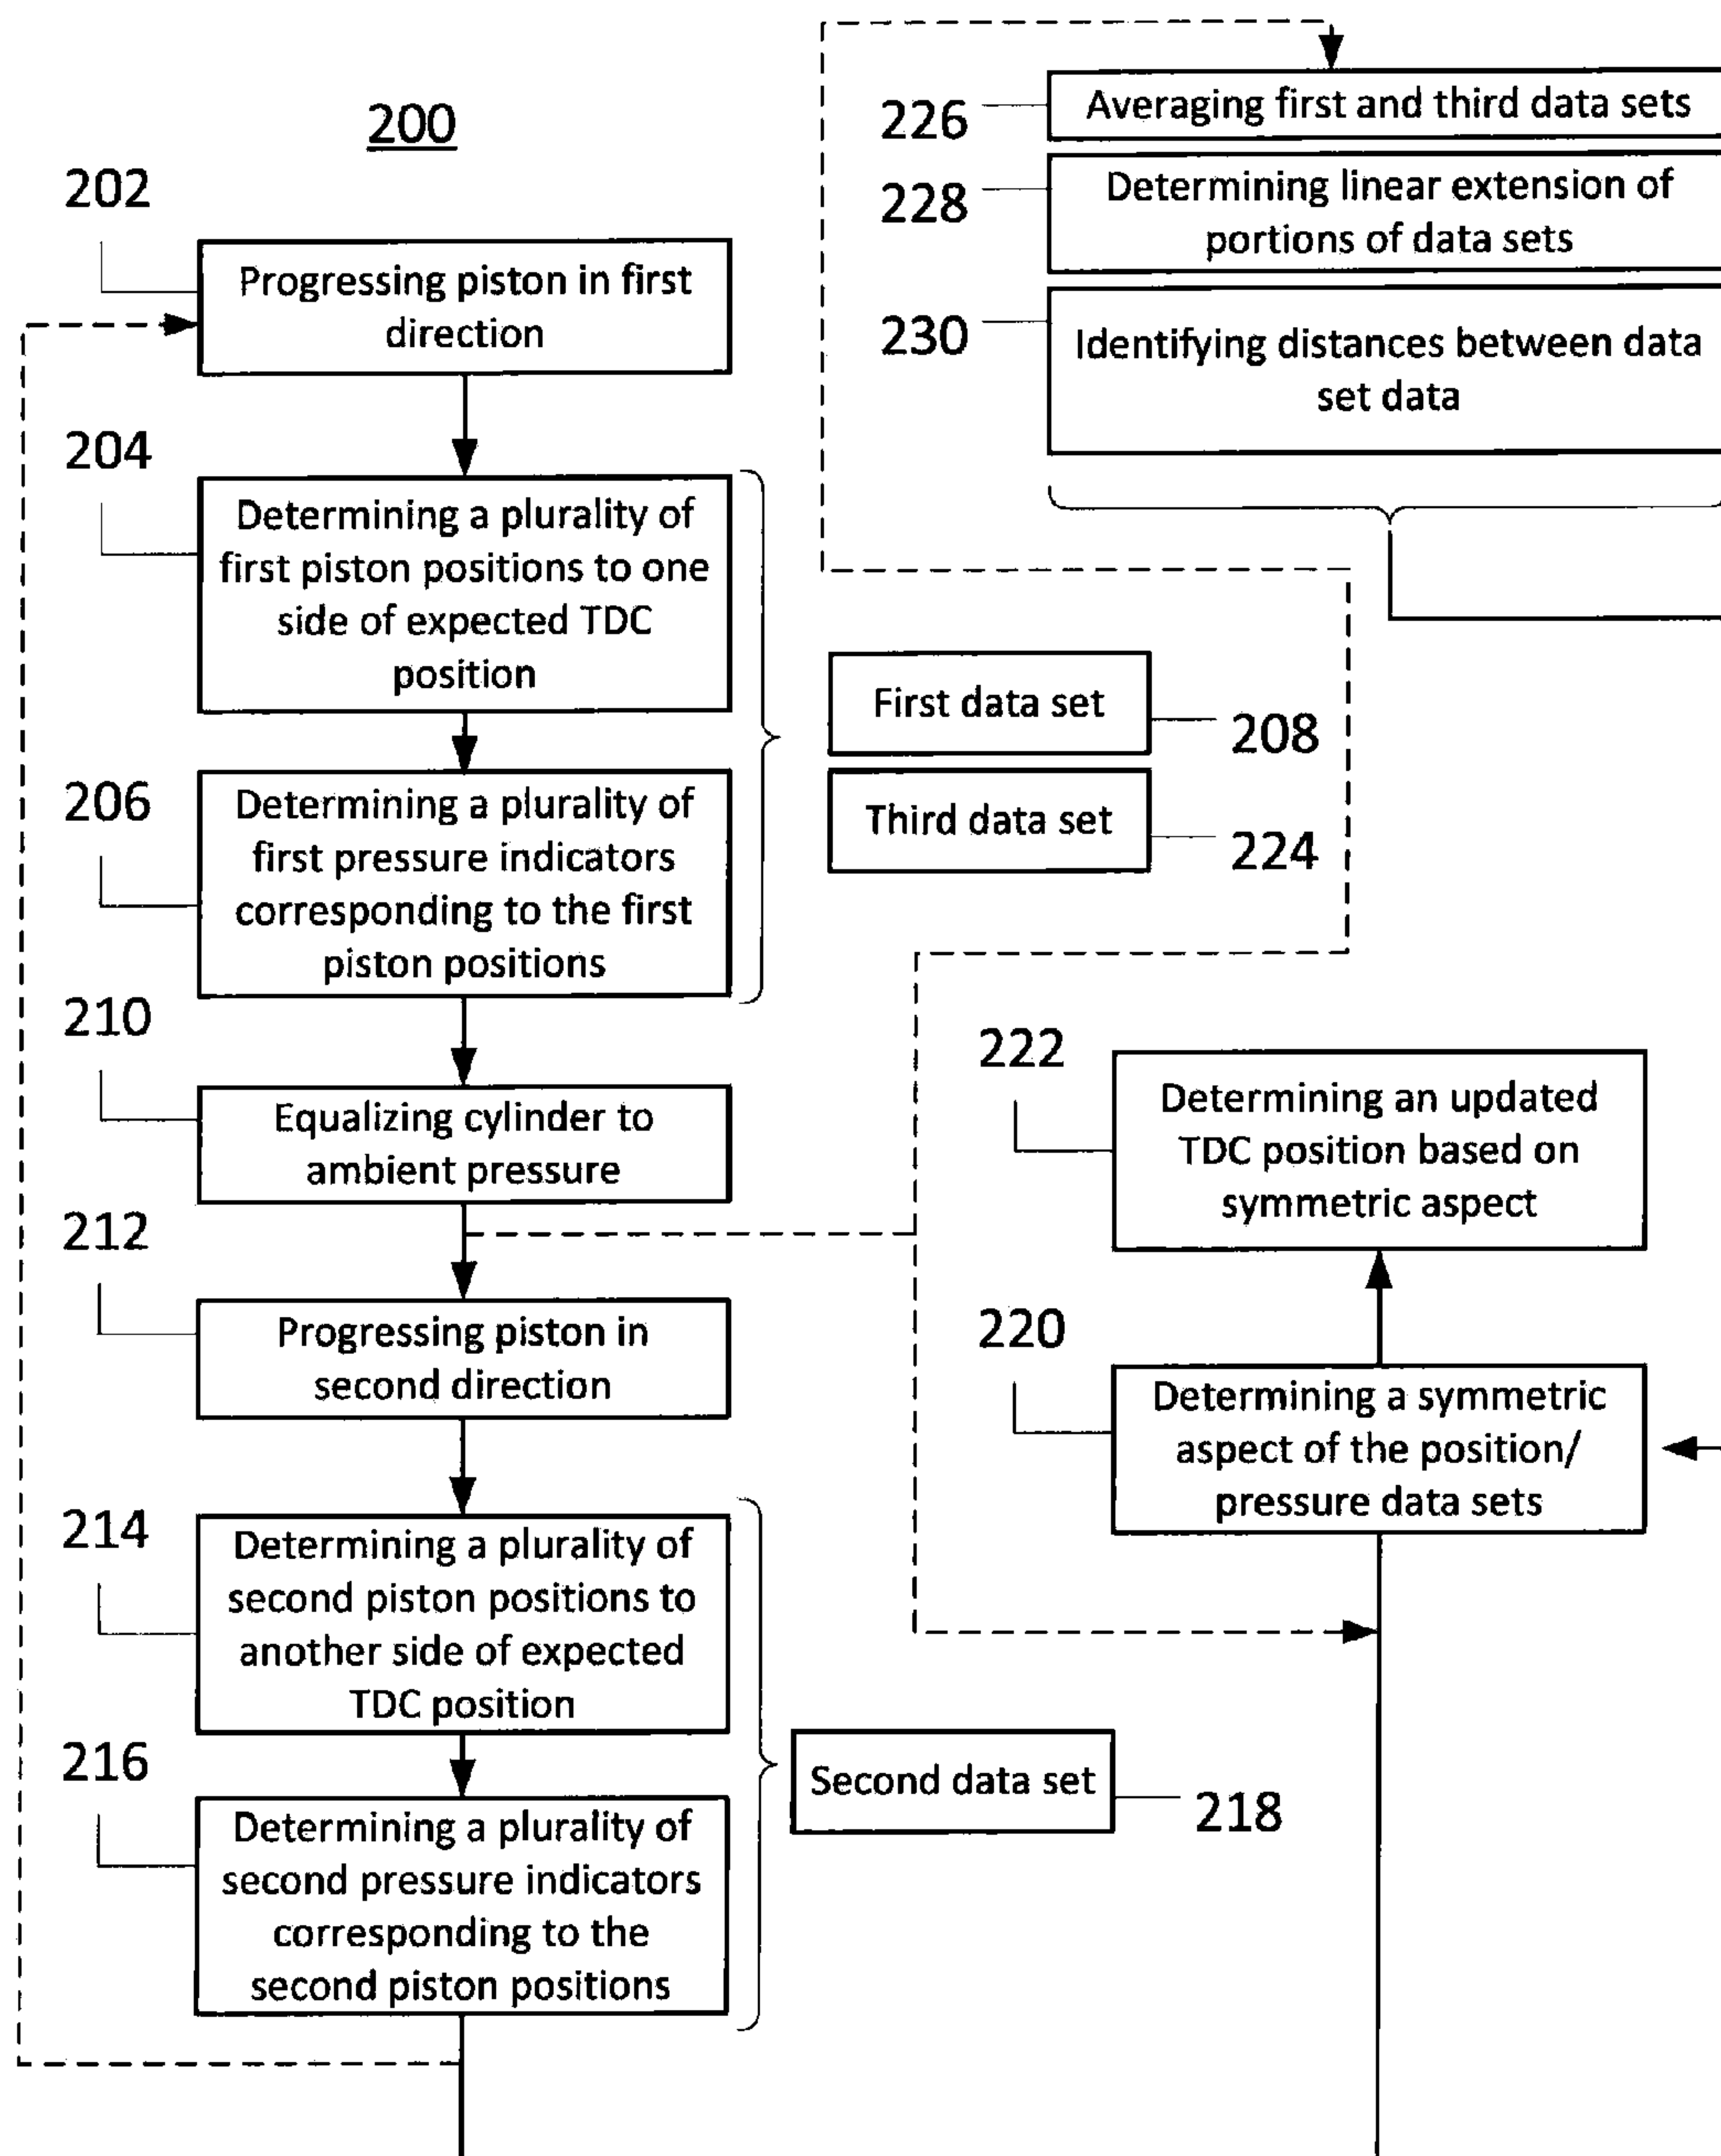 200
202
Progressing piston in first
direction
204
Determining a plurality of
first piston positions to one
side of expected TDC
position
206
Determining a plurality of
first pressure indicators
corresponding to the first
piston positions
First data set
208
Third data set
224
210
Equalizing cylinder to
ambient pressure
212
Progressing piston in
second direction
214
Determining a plurality of
second piston positions to
another side of expected
TDC position
216
Determining a plurality of
second pressure indicators
corresponding to the
second piston positions
Second data set
218
226
Averaging first and third data sets
228
Determining linear extension of
portions of data sets
230
Identifying distances between data
set data
222
Determining an updated
TDC position based on
symmetric aspect
220
Determining a symmetric
aspect of the position/
pressure data sets